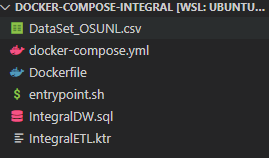 DOCKER-COMPOSE-INTEGRAL [WSL: UBUNTU...
DataSet_OSUNL.csv
docker-compose.yml
Dockerfile
$ entrypoint.sh
IntegralDW.sql
IntegralETL.ktr